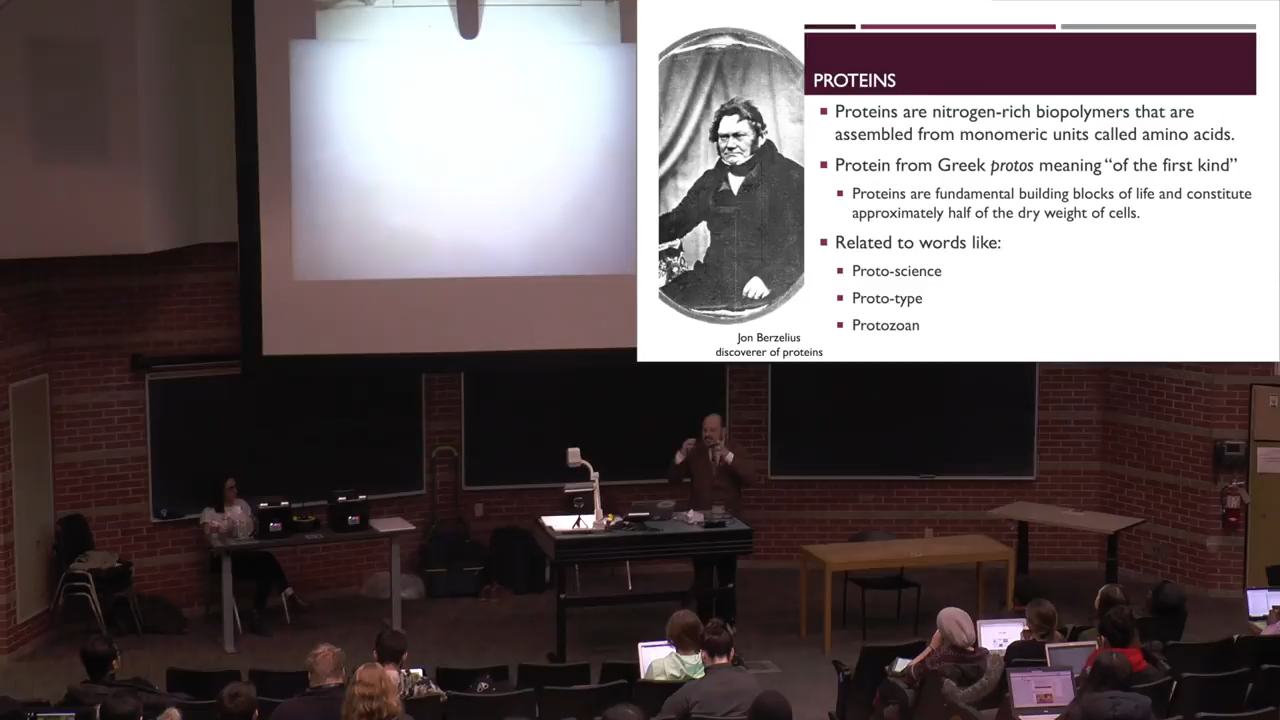 PROTEINS
Proteins are nitrogen-rich biopolymers that are
assembled from monomeric units called amino acids.
Protein from Greek protos meaning “of the first kind”
Proteins are fundamental building blocks of life and constitute
approximately half of the dry weight of cells.
Related to words like:
Proto-science
Proto-type
Protozoan
Jon Berzelius
discoverer of proteins